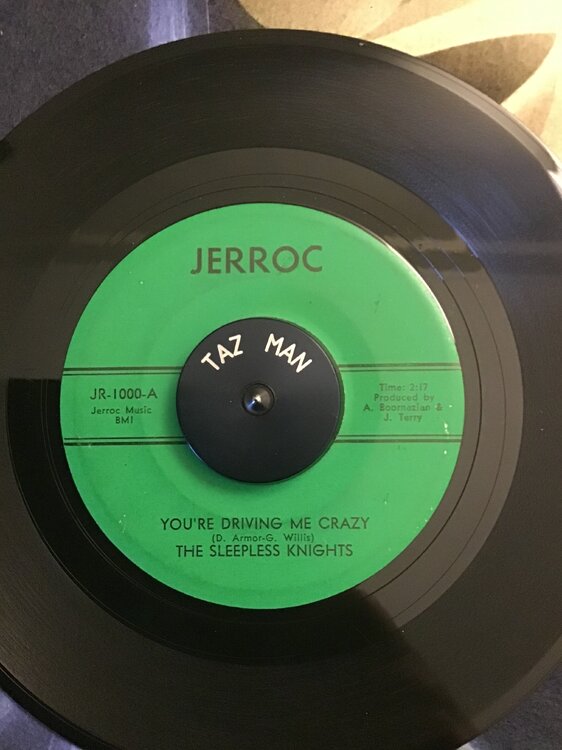 JERROC
TAZ MAN
JR-1000-A
Jerroc Music
BMI
Time: 2:17
Produced by
A. Boornazian &
J. Terry
YOU'RE DRIVING ME CRAZY
(D. Armor-G. Willis)
THE SLEEPLESS KNIGHTS